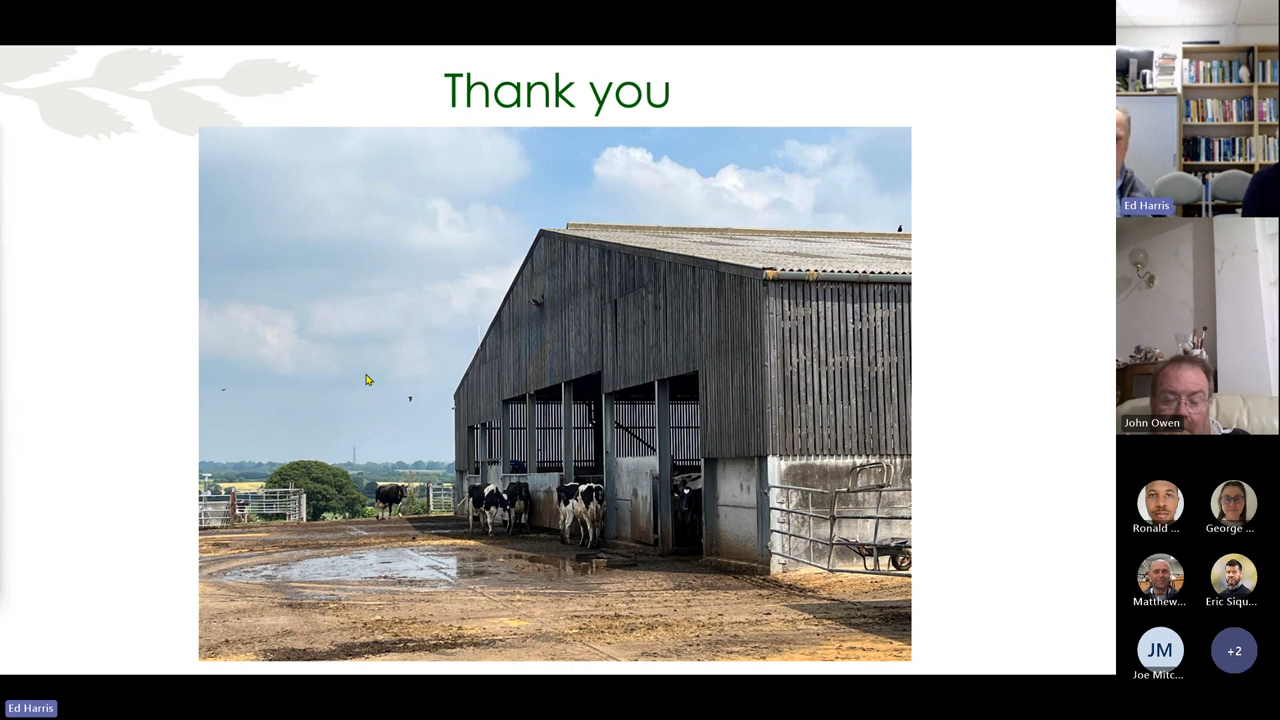 Thank you
Ed Harris
John Owen
Ronald ...
George ...
Matthew...
Eric Siqu...
JM
Joe Mitc...
+2
Ed Harris